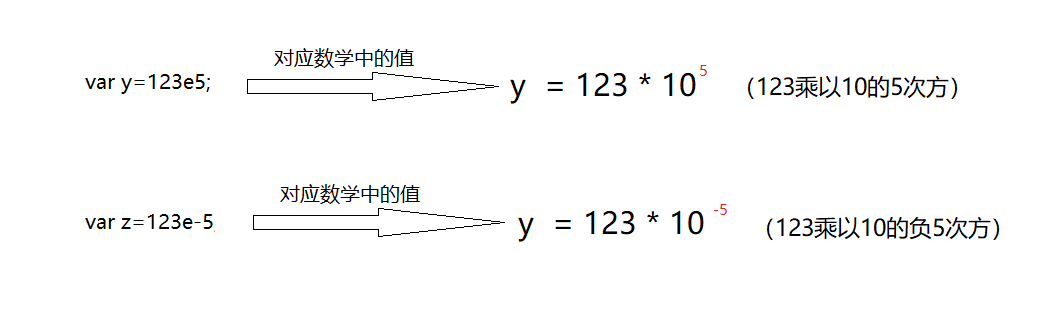 对应数学中的值
var y=123e5;
y = 123 * 10 5 （123乘以10的5次方）
对应数学中的值
var z=123e-5
y = 123 * 10 -5 （123乘以10的负5次方）